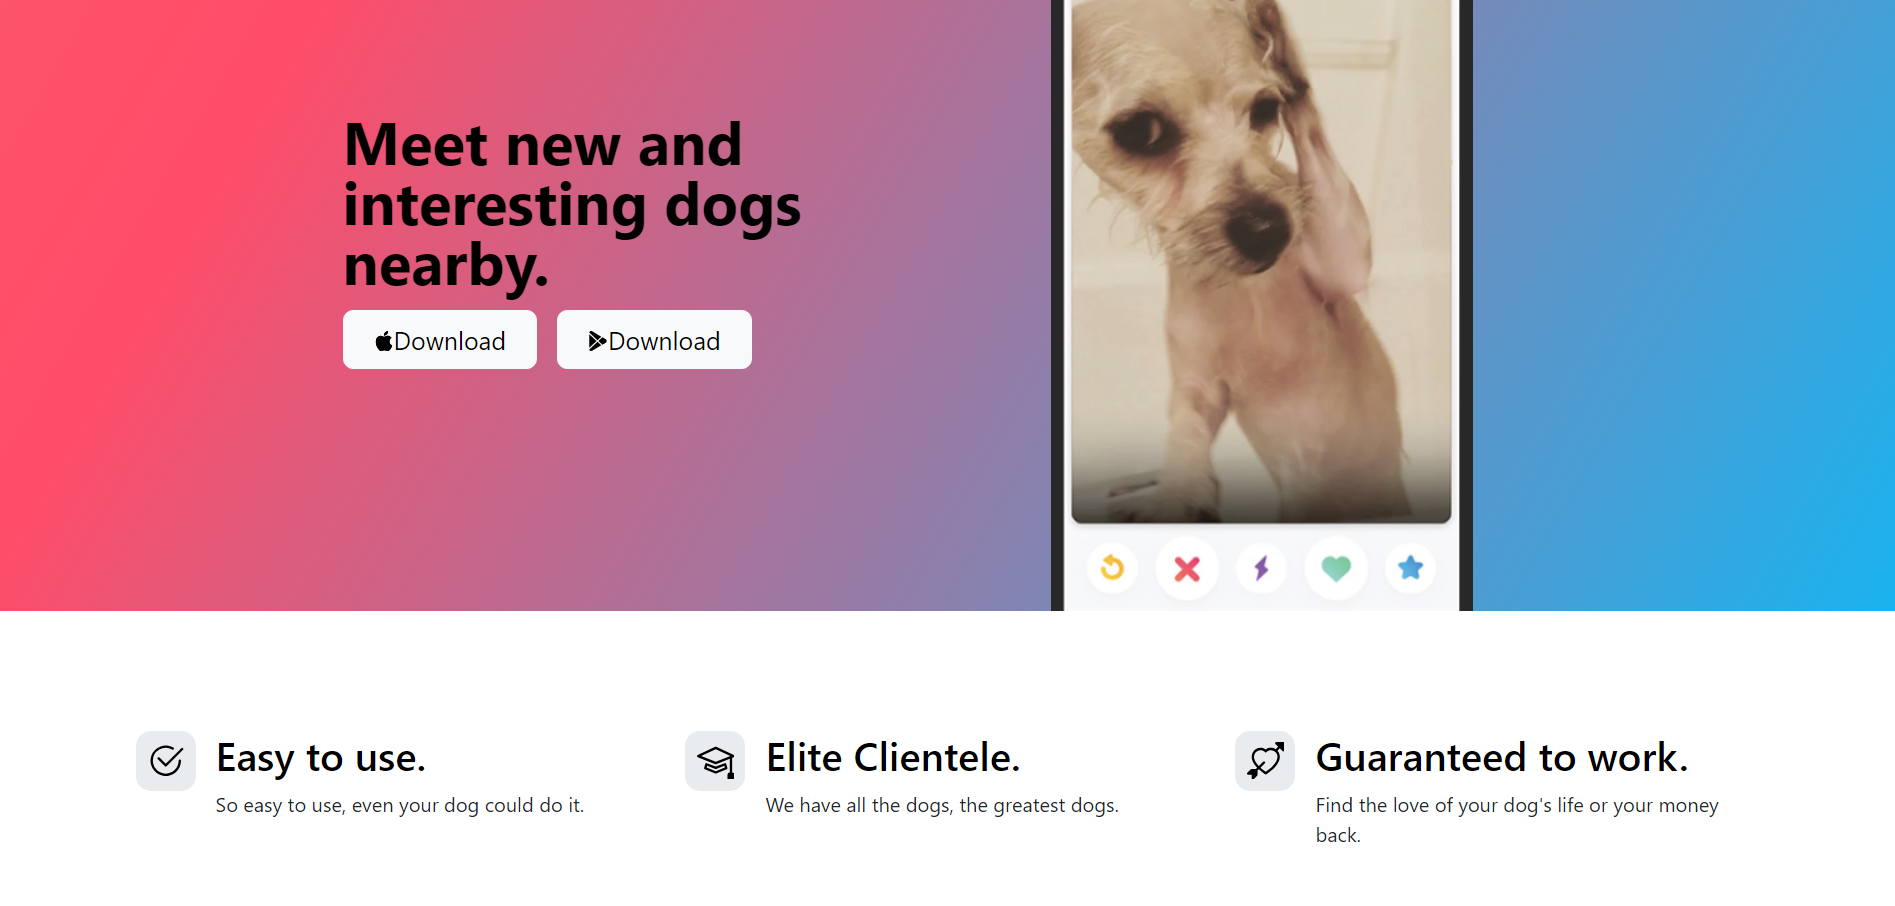 Meet new and
interesting dogs
nearby.
Download
Download
Easy to use.
So easy to use, even your dog could do it.
Elite Clientele.
We have all the dogs, the greatest dogs.
Guaranteed to work.
Find the love of your dog's life or your money
back.